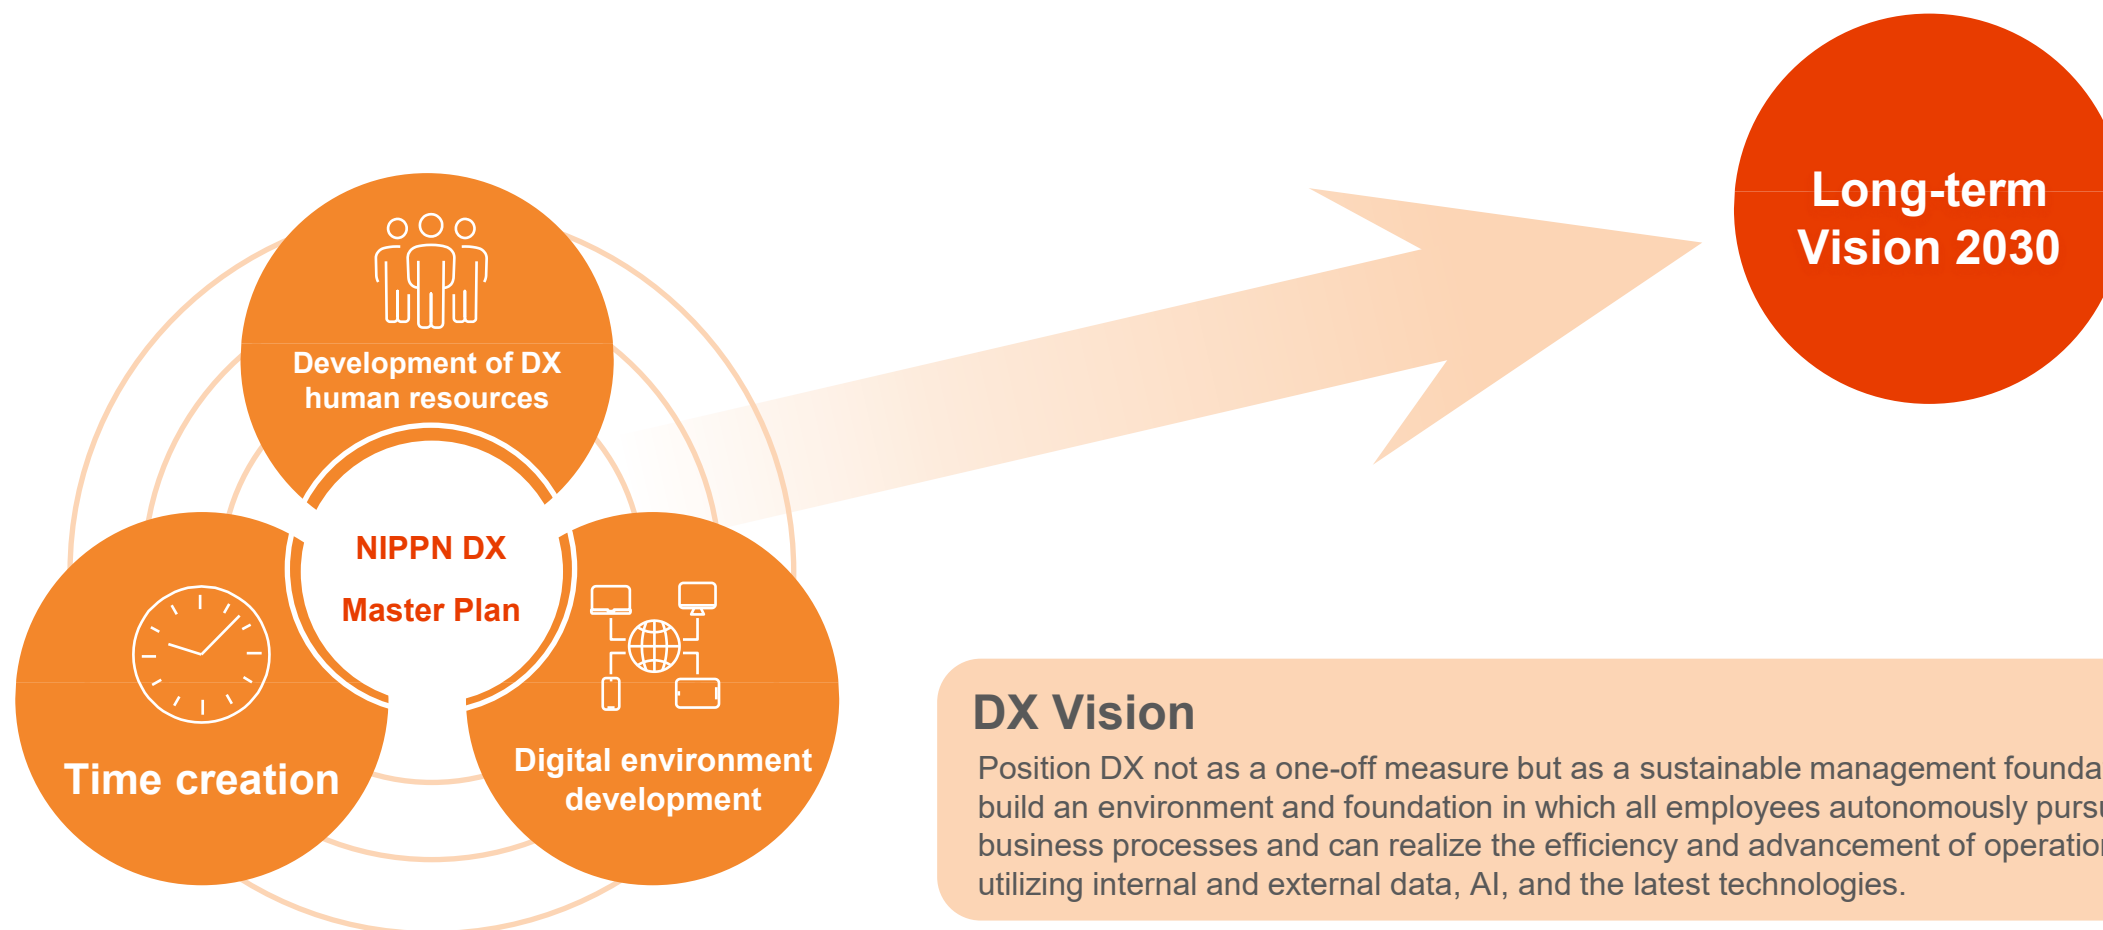 Long-term
Vision 2030
Development of DX
human resources
NIPPN DX
Master Plan
Time creation
Digital environment
development
DX Vision
Position DX not as a one-off measure but as a sustainable management
build an environment and foundation in which all employees autonomously
business processes and can realize the efficiency and advancement of
utilizing internal and external data, AI, and the latest technologies.